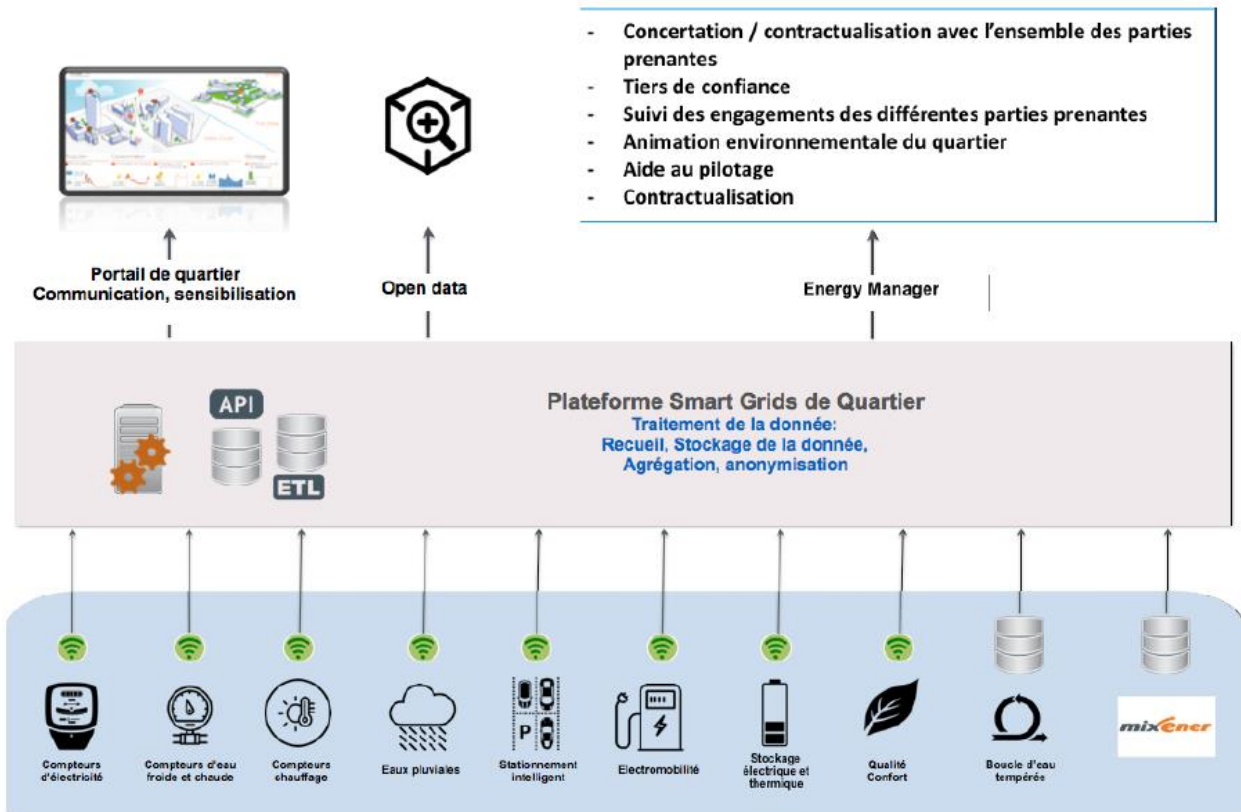 - Concertation / contractualisation avec l'ensemble des parties
prenantes
- Tiers de confiance
- Suivi des engagements des différentes parties prenantes
- Animation environnementale du quartier
- Aide au pilotage
- Contractualisation
Portail de quartier
Communication, sensibilisation
Open data
Energy Manager
API
ETL
Plateforme Smart Grids de Quartier
Traitement de la donnée:
Recueil, Stockage de la donnée,
Agrégation, anonymisation
P
mixener
Compteurs
d'électricité
Compteurs d'eau
froide et chaude
Compteurs
chauffage
Eaux pluviales
Stationnement
intelligent
Electromobilité
Stockage
électrique et
thermique
Qualité
Confort
Boucle d'eau
tempérée